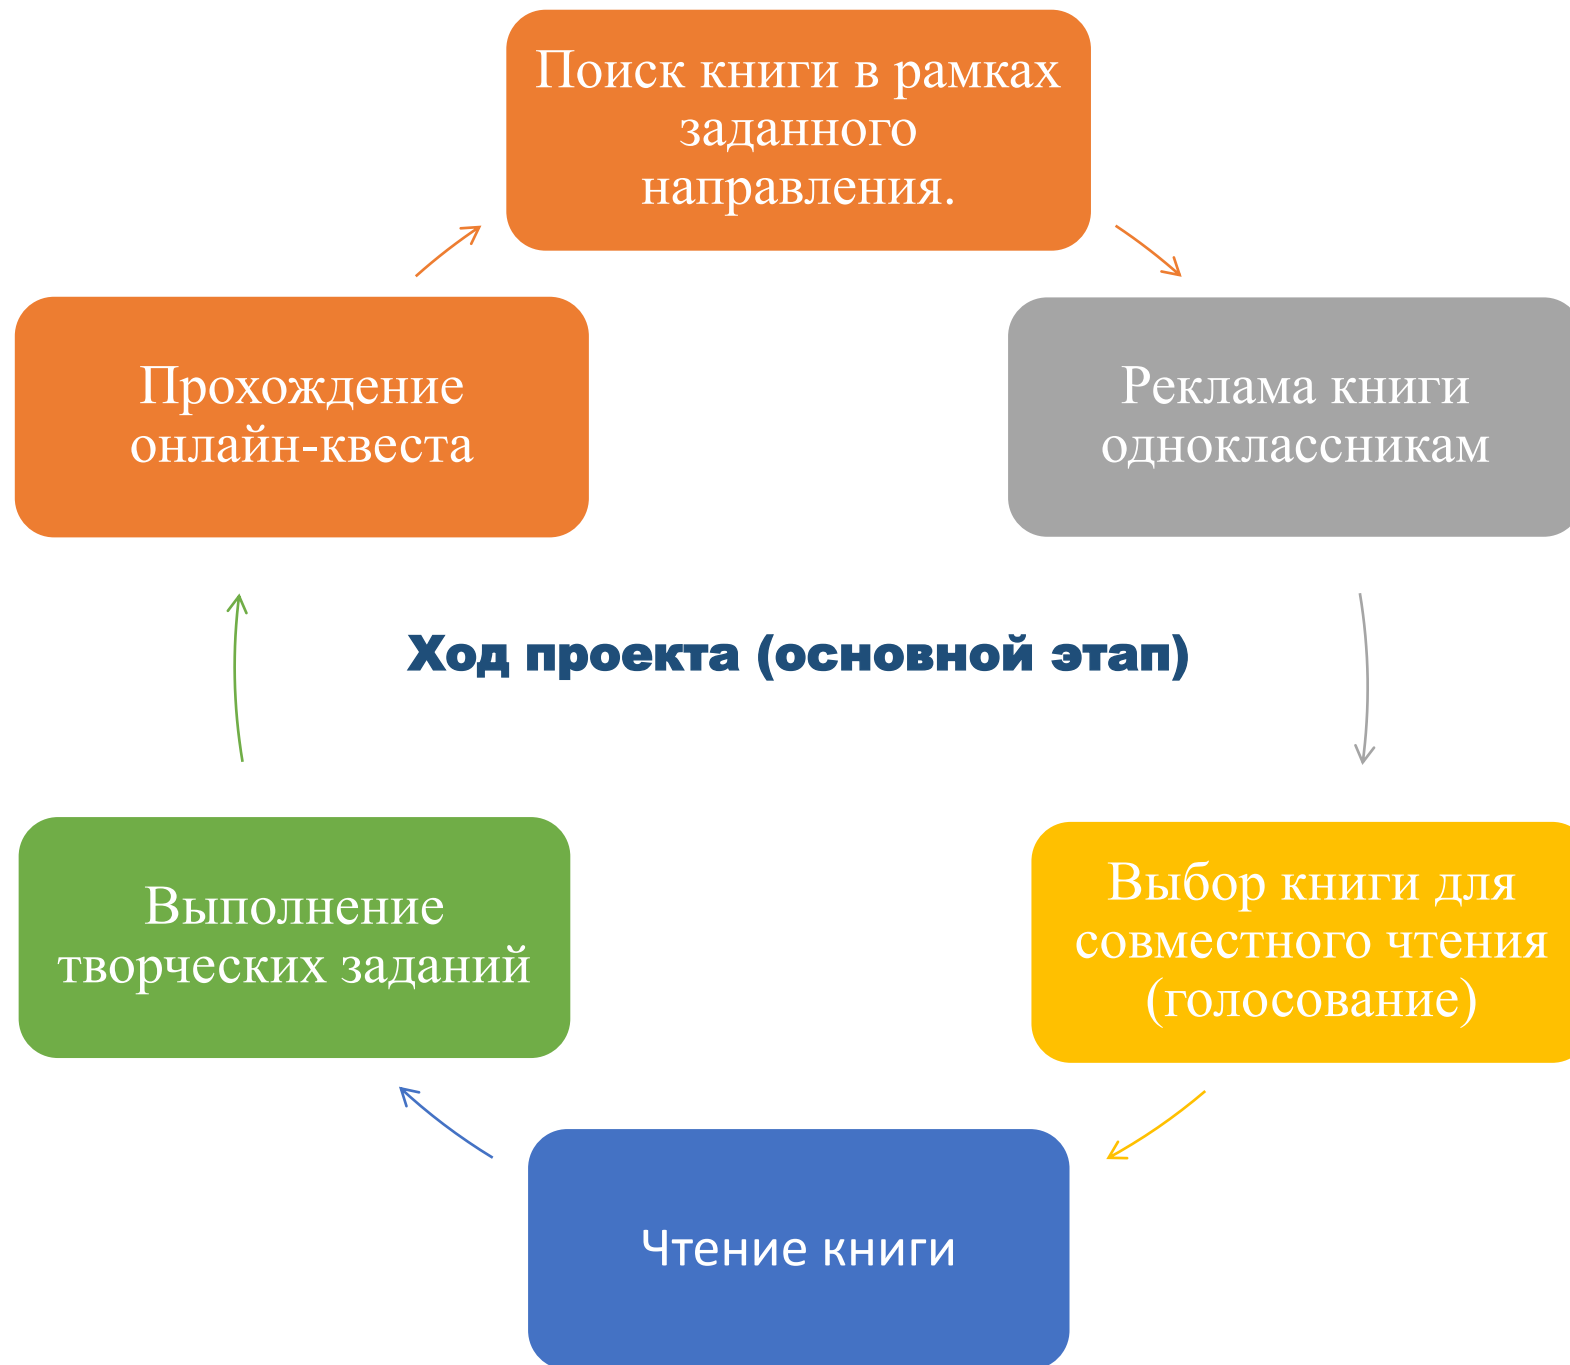 Поиск книги в рамках
заданного
направления.
Прохождение
онлайн-квеста
Реклама книги
одноклассникам
Ход проекта (основной этап)
Выполнение
творческих заданий
Выбор книги для
совместного чтения
(голосование)
Чтение книги